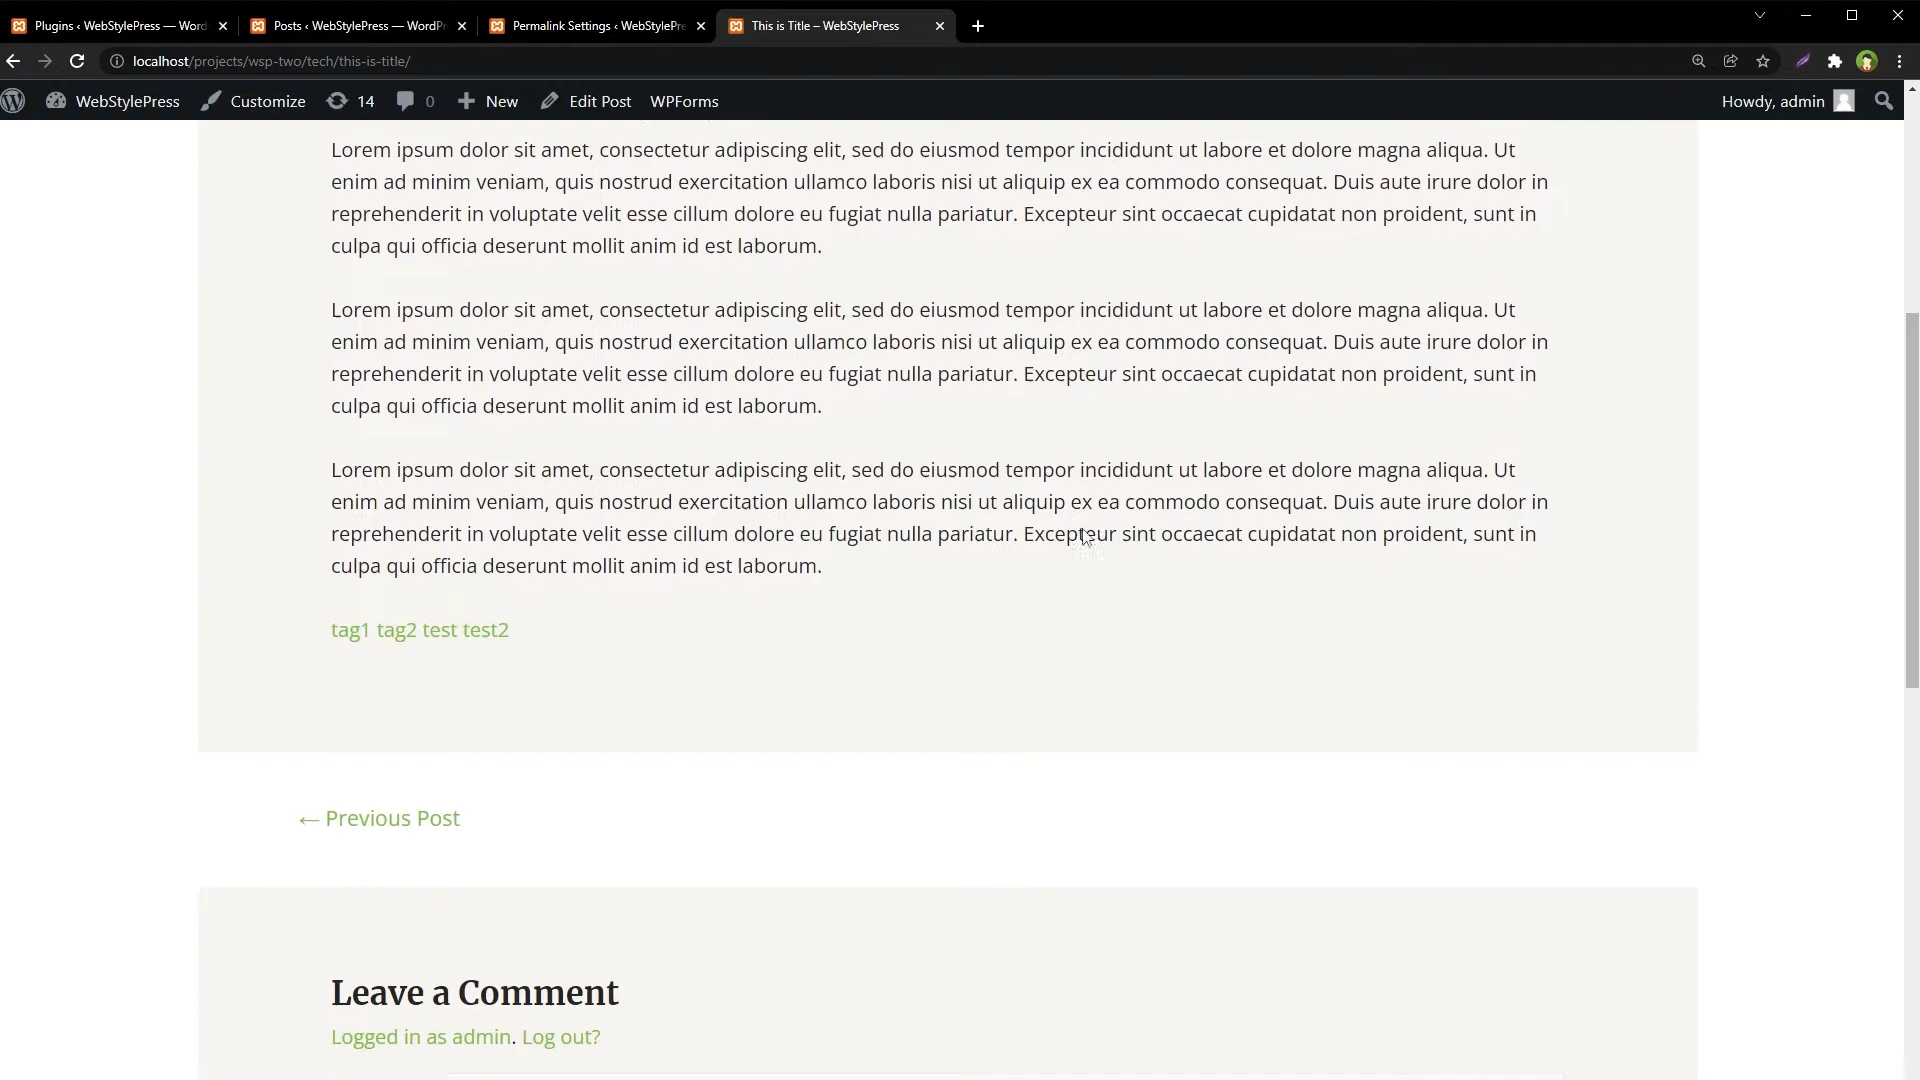 Plugins ‹ WebStylePress — Word
Posts ‹ WebStylePress — WordPr
Permalink Settings ‹ WebStylePre
This is Title – WebStylePress
localhost/projects/wsp-two/tech/this-is-title/
WebStylePress Customize 14 0 New Edit Post WPForms Howdy, admin
Lorem ipsum dolor sit amet, consectetur adipiscing elit, sed do eiusmod tempor incididunt ut labore et dolore magna aliqua. Ut
enim ad minim veniam, quis nostrud exercitation ullamco laboris nisi ut aliquip ex ea commodo consequat. Duis aute irure dolor in
reprehenderit in voluptate velit esse cillum dolore eu fugiat nulla pariatur. Excepteur sint occaecat cupidatat non proident, sunt in
culpa qui officia deserunt mollit anim id est laborum.
Lorem ipsum dolor sit amet, consectetur adipiscing elit, sed do eiusmod tempor incididunt ut labore et dolore magna aliqua. Ut
enim ad minim veniam, quis nostrud exercitation ullamco laboris nisi ut aliquip ex ea commodo consequat. Duis aute irure dolor in
reprehenderit in voluptate velit esse cillum dolore eu fugiat nulla pariatur. Excepteur sint occaecat cupidatat non proident, sunt in
culpa qui officia deserunt mollit anim id est laborum.
Lorem ipsum dolor sit amet, consectetur adipiscing elit, sed do eiusmod tempor incididunt ut labore et dolore magna aliqua. Ut
enim ad minim veniam, quis nostrud exercitation ullamco laboris nisi ut aliquip ex ea commodo consequat. Duis aute irure dolor in
reprehenderit in voluptate velit esse cillum dolore eu fugiat nulla pariatur. Excepteur sint occaecat cupidatat non proident, sunt in
culpa qui officia deserunt mollit anim id est laborum.
tag1 tag2 test test2
← Previous Post
Leave a Comment
Logged in as admin. Log out?